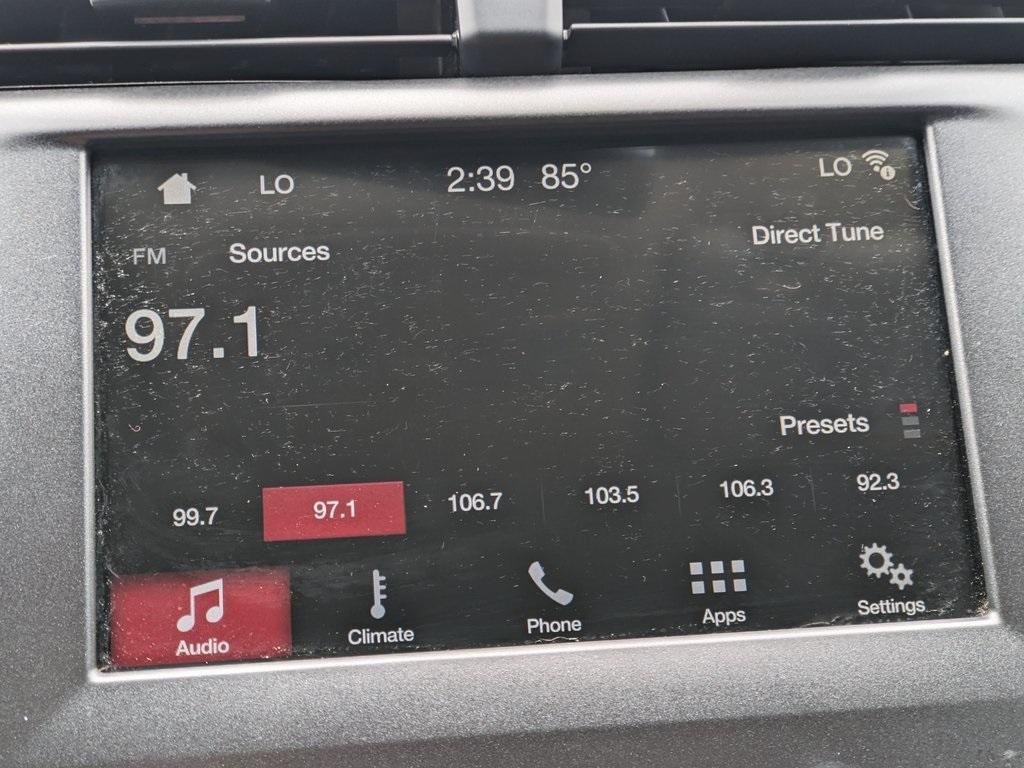 LO 2:39 85° LO
FM Sources Direct Tune
97.1
Presets
99.7 97.1 106.7 103.5 106.3 92.3
Audio Climate Phone Apps Settings